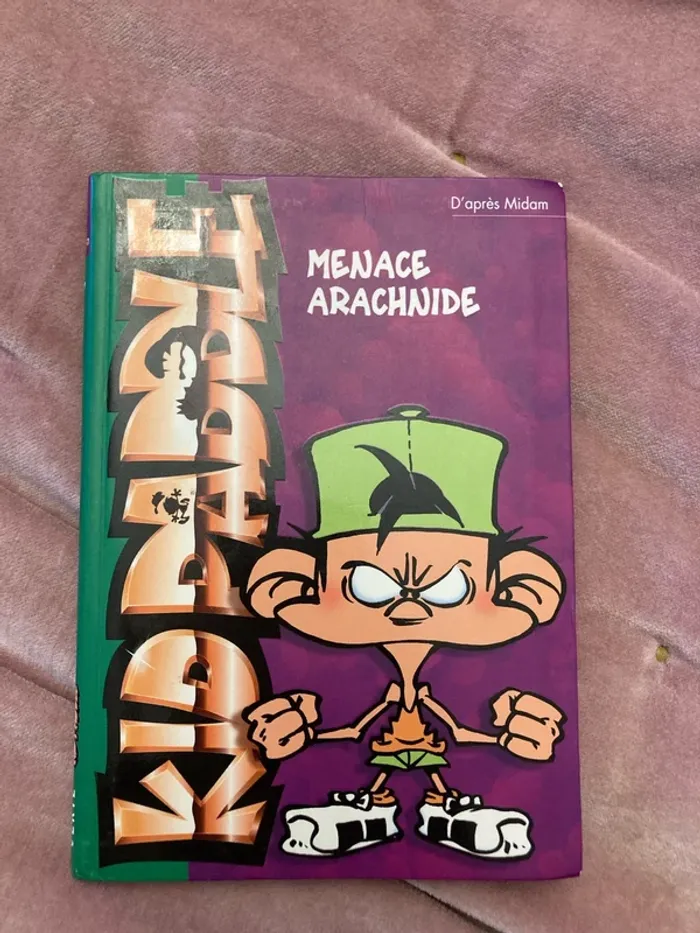 D'après Midam
MENACE
ARACHNIDE
KID PADDLE